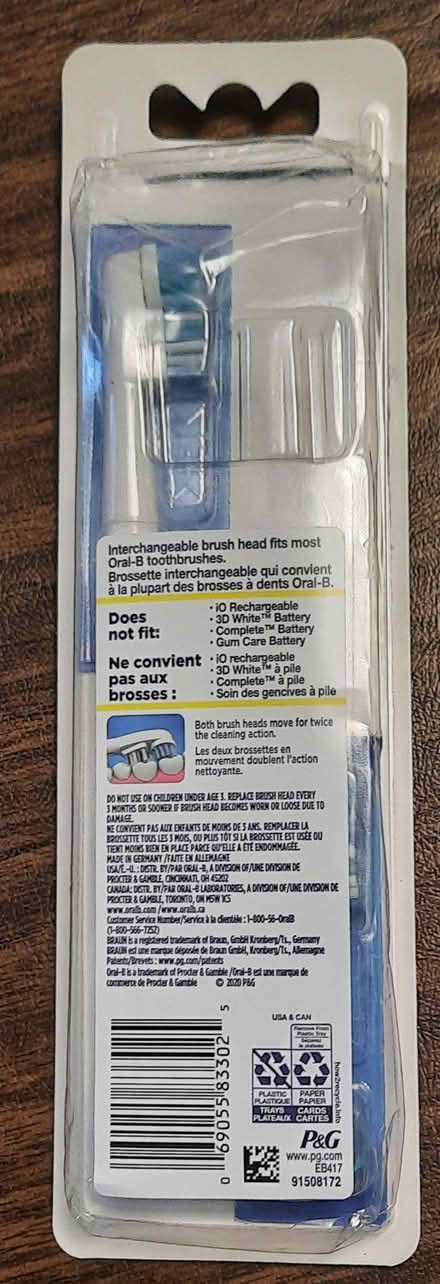 Interchangeable brush head fits most
Oral-B toothbrushes.
Brossette interchangeable qui convient
à la plupart des brosses à dents Oral-B.
Does
not fit:
· iO Rechargeable
· 3D White™ Battery
· Complete™ Battery
· Gum Care Battery
Ne convient
pas aux
brosses :
· iO rechargeable
· 3D White™ à pile
· Complete™ à pile
· Soin des gencives à pile
Both brush heads move for twice
the cleaning action.
Les deux brossettes en
mouvement doublent l'action
nettoyante.
DO NOT USE ON CHILDREN UNDER AGE 3. REPLACE BRUSH HEAD EVERY
3 MONTHS OR SOONER IF BRUSH HEAD BECOMES WORN OR LOOSE DUE TO
DAMAGE.
NE CONVIENT PAS AUX ENFANTS DE MOINS DE 3 ANS. REMPLACER LA
BROSSETTE TOUS LES 3 MOIS, OU PLUS TÔT SI LA BROSSETTE EST USÉE OU
TIENT MOINS BIEN EN PLACE PARCE QU'ELLE A ÉTÉ ENDOMMAGÉE.
MADE IN GERMANY / FAITE EN ALLEMAGNE
USA/É.-U. : DISTR. BY/PAR ORAL-B, A DIVISION OF/UNE DIVISION DE
PROCTER & GAMBLE, CINCINNATI, OH 45202
CANADA: DISTR. BY/PAR ORAL-B LABORATORIES, A DIVISION OF/UNE DIVISION DE
PROCTER & GAMBLE, TORONTO, ON M5W 1C5
www.oralb.com / www.oralb.ca
Customer Service Number/Service à la clientèle : 1-800-56-OralB
(1-800-566-7252)
BRAUN is a registered trademark of Braun, GmbH Kronberg/Ts., Germany
BRAUN est une marque déposée de Braun GmbH, Kronberg/Ts., Allemagne
Patents/Brevets : www.pg.com/patents
Oral-B is a trademark of Procter & Gamble / Oral-B est une marque de
commerce de Procter & Gamble © 2020 P&G
0 69055 83302 5
USA & CAN
Remove From
Plastic Tray
Séparez
le plateau
PLASTIC
PLASTIQUE
PAPER
PAPIER
TRAYS
PLATEAUX
CARDS
CARTES
how2recycle.info
P&G
www.pg.com
EB417
91508172